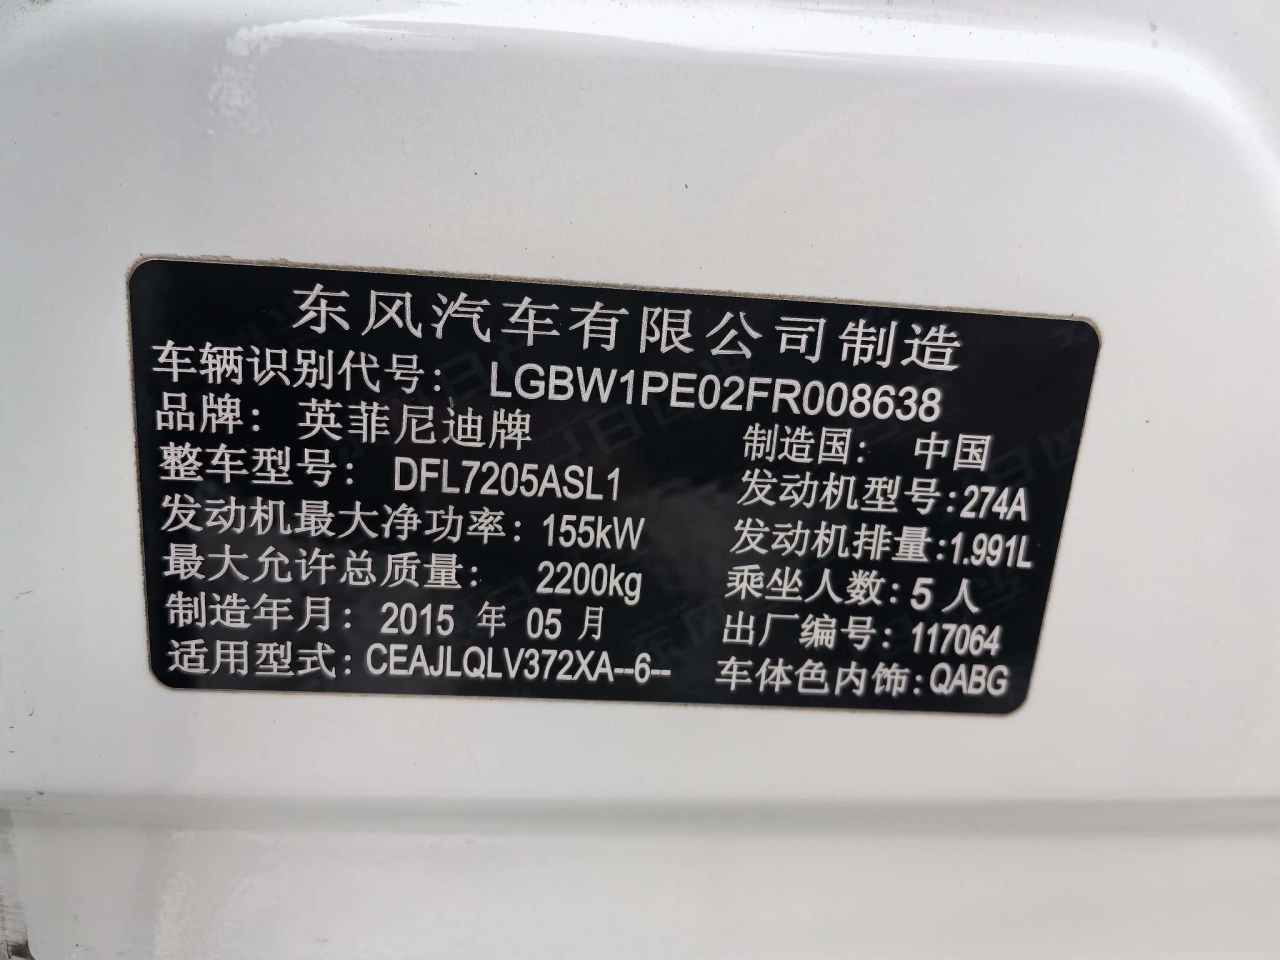 东风汽车有限公司制造
车辆识别代号: LGBW1PE02FR008638
品牌: 英菲尼迪牌 制造国: 中国
整车型号: DFL7205ASL1 发动机型号: 274A
发动机最大净功率: 155kW 发动机排量: 1.991L
最大允许总质量: 2200kg 乘坐人数: 5 人
制造年月: 2015 年 05 月 出厂编号: 117064
适用型式: CEAJLQLV372XA--6-- 车体色内饰: QABG